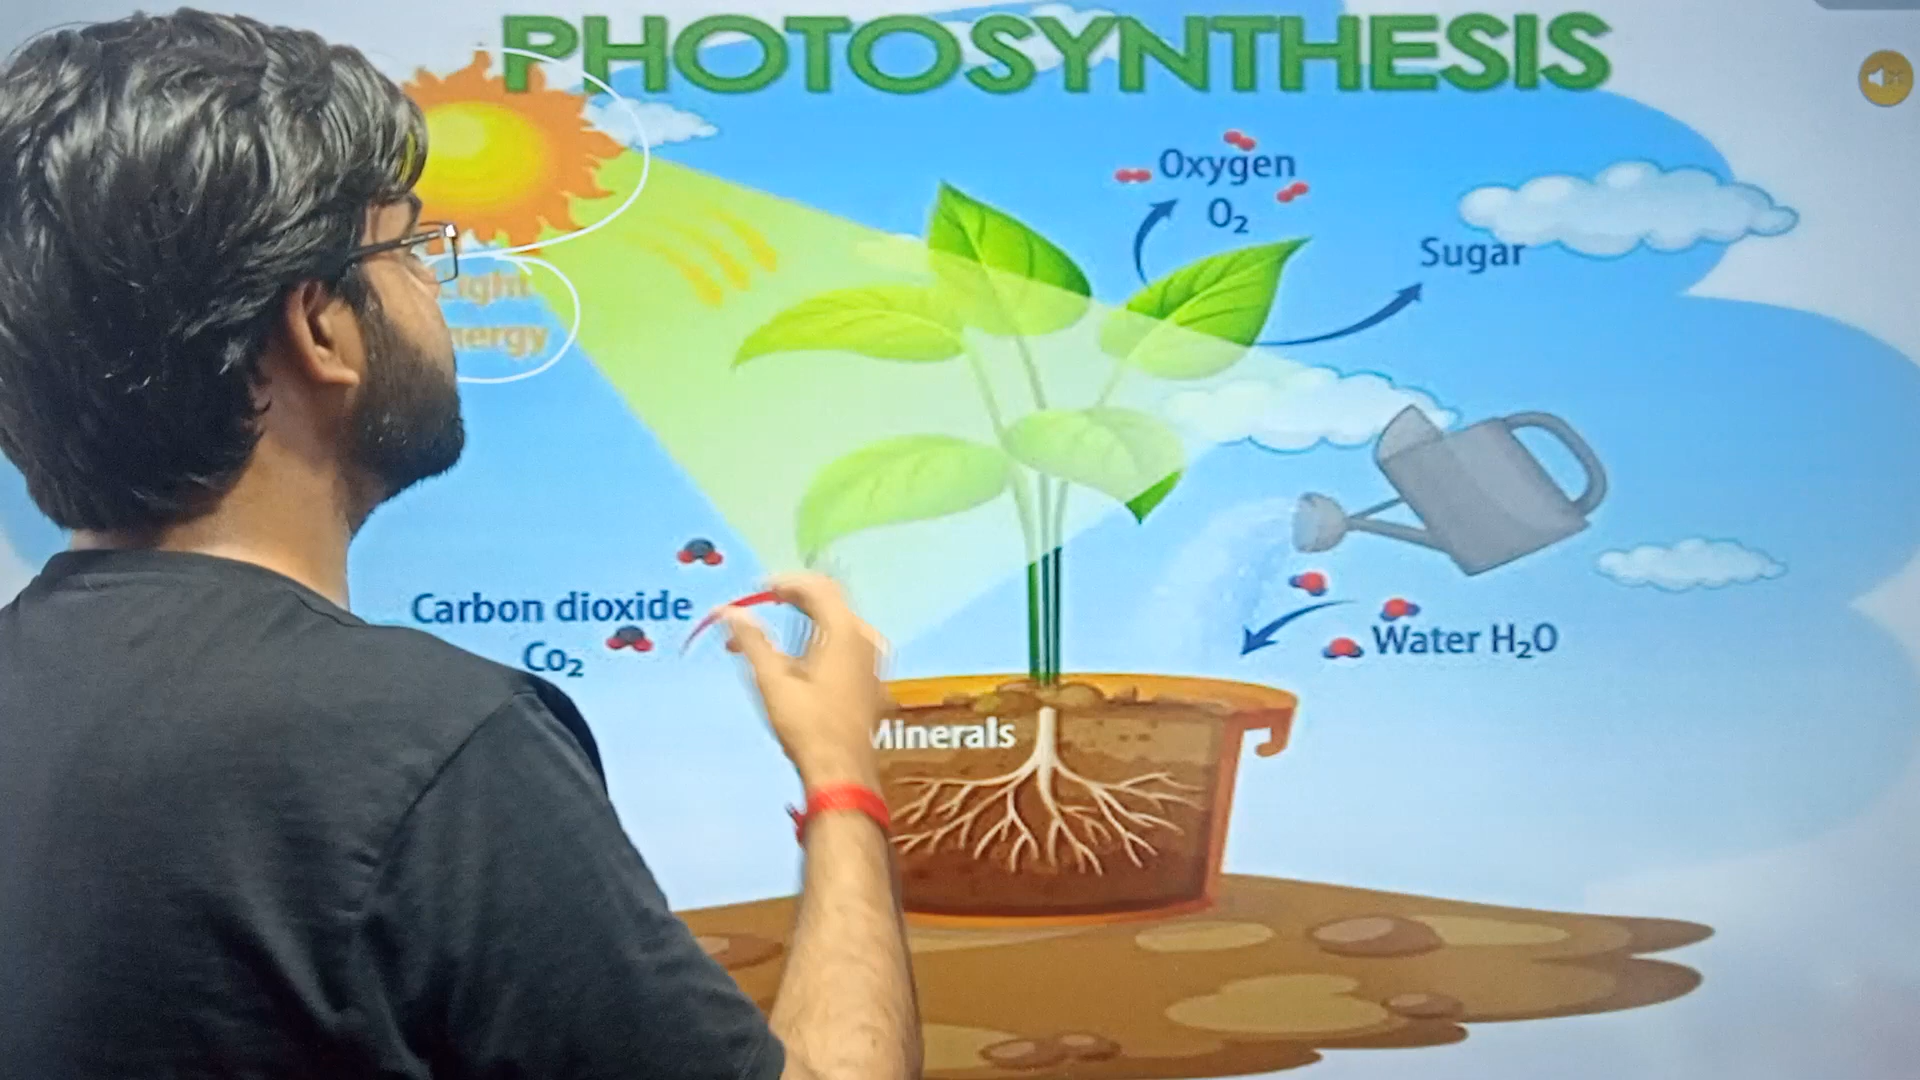 PHOTOSYNTHESIS
Oxygen
O₂
Sugar
Carbon dioxide
Co₂
Water H₂O
Minerals